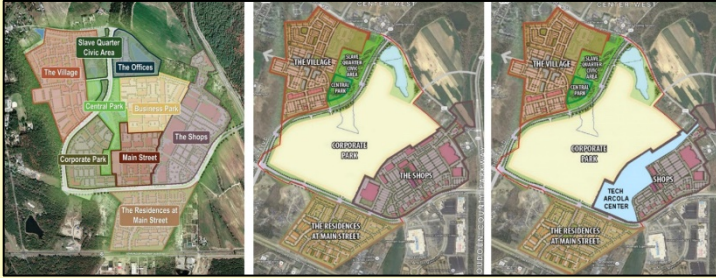 Slave Quarter
Civic Area
The Offices
The Village
Central Park
Business Park
The Shops
Corporate Park
Main Street
The Residences at
Main Street
THE VILLAGE
SLAVE
QUARTER
CIVIC
AREA
CENTRAL
PARK
CORPORATE
PARK
THE SHOPS
THE RESIDENCES
AT MAIN STREET
THE VILLAGE
SLAVE
QUARTER
CIVIC
AREA
CENTRAL
PARK
CORPORATE
PARK
SHOPS
TECH
ARCOLA
CENTER
THE RESIDENCES
AT MAIN STREET